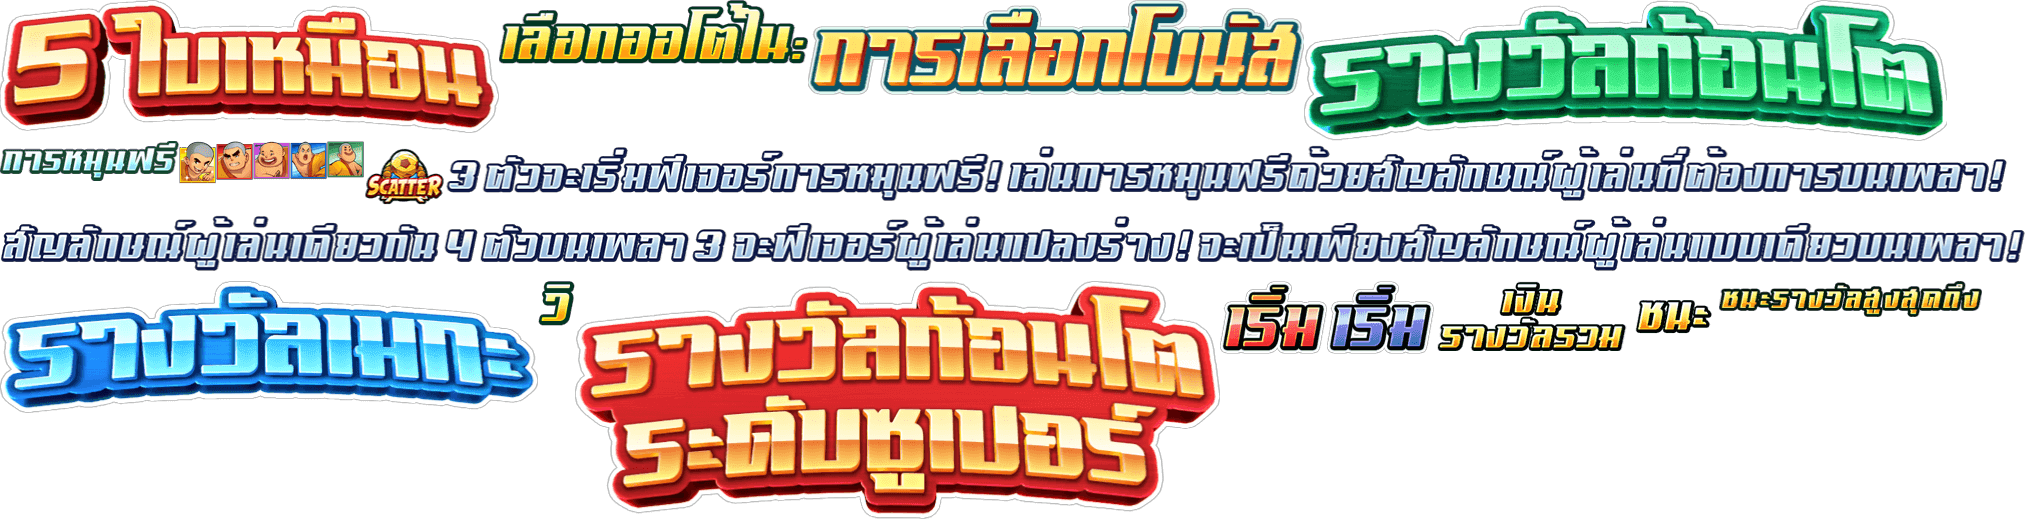 5 ใบเหมือน
เลือกออโต้ใน:
การเลือกโบนัส
รางวัลก้อนโต
การหมุนฟรี
SCATTER 3 ตัวจะเริ่มฟีเจอร์การหมุนฟรี! เล่นการหมุนฟรีด้วยสัญลักษณ์ผู้เล่นที่ต้องการบนเพลา!
สัญลักษณ์ผู้เล่นเดียวกัน 4 ตัวบนเพลา 3 จะฟีเจอร์ผู้เล่นแปลงร่าง! จะเป็นเพียงสัญลักษณ์ผู้เล่นแบบเดียวบนเพลา!
รางวัลเมกะ
วิ
รางวัลก้อนโต
ระดับซูเปอร์
เริ่ม
เริ่ม
เงิน
รางวัลรวม
ชนะ
ชนะรางวัลสูงสุดถึง